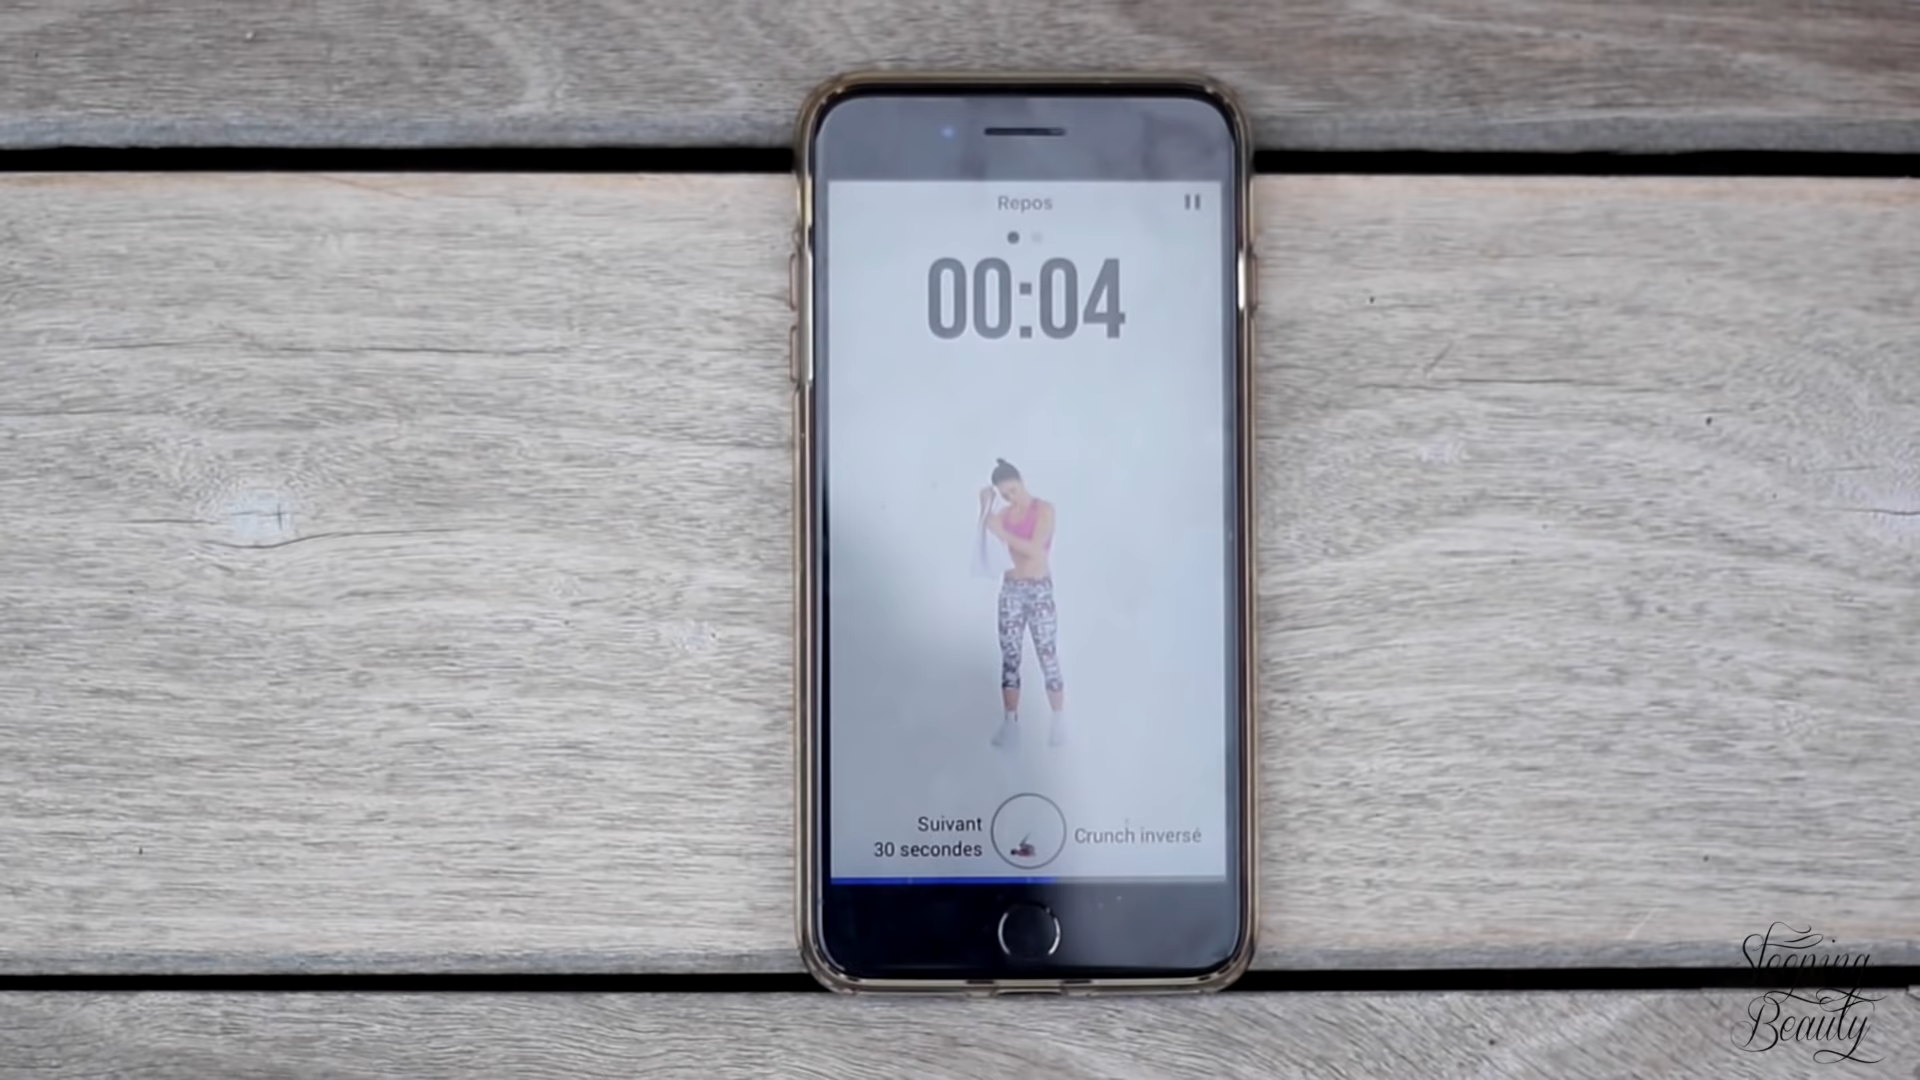 Repos
00:04
Suivant
30 secondes
Crunch inversé
Sleeping
Beauty